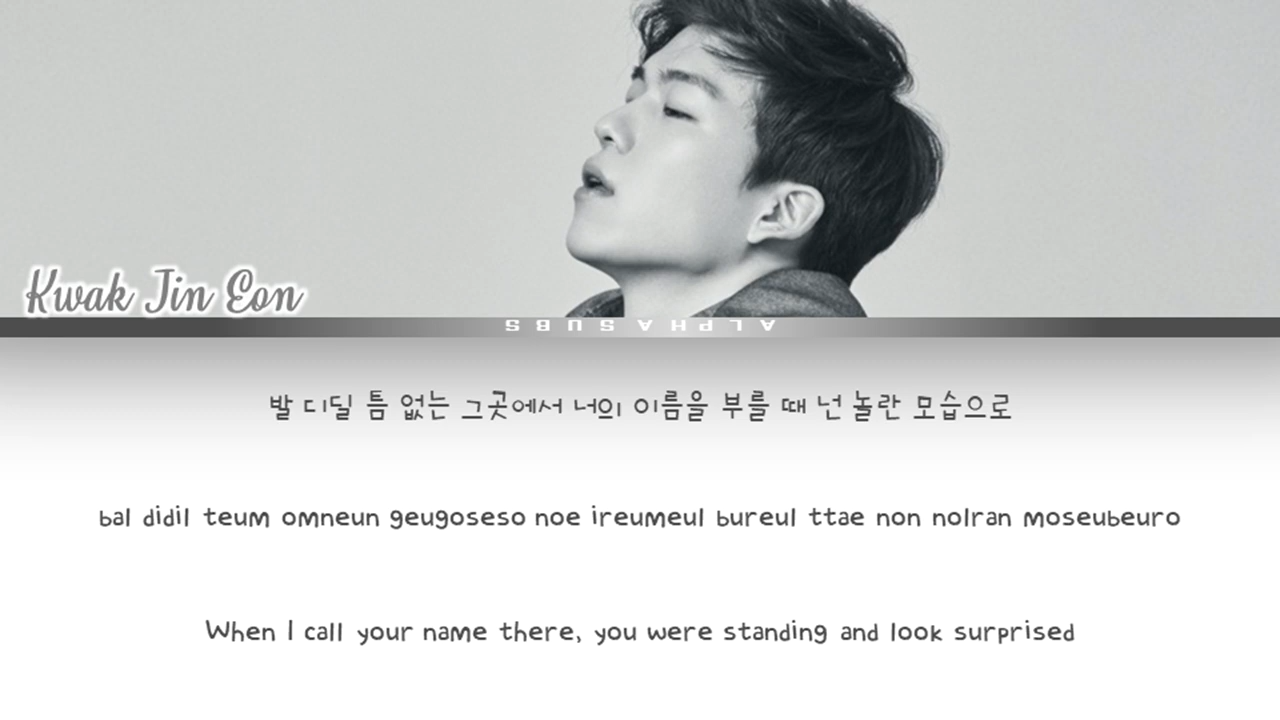 Kwak Jin Eon
ALPHA SUBS
발 디딜 틈 없는 그곳에서 너의 이름을 부를 때 넌 놀란 모습으로
bal didil teum omneun geugoseso noe ireumeul bureul ttae non nolran moseubeuro
When I call your name there, you were standing and look surprised